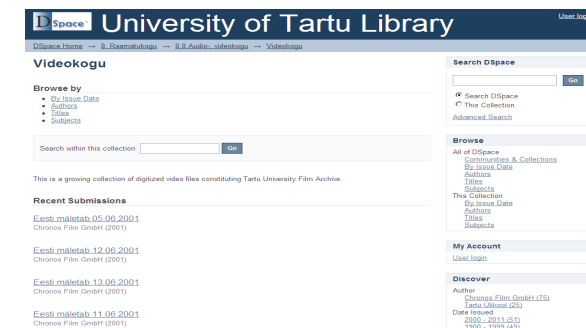 DSpace University of Tartu Library
User log
DSpace Home → 8. Raamatukogu → 8.8 Audio-, videokogu → Videokogu
Videokogu
Browse by
By Issue Date
Authors
Titles
Subjects
Search within this collection: Go
This is a growing collection of digitized video files constituting Tartu University Film Archive.
Recent Submissions
Eesti mäletab 05.06.2001
Chronos Film GmbH (2001)
Eesti mäletab 12.06.2001
Chronos Film GmbH (2001)
Eesti mäletab 13.06.2001
Chronos Film GmbH (2001)
Eesti mäletab 11.06.2001
Chronos Film GmbH (2001)
Search DSpace
Go
Search DSpace
This Collection
Advanced Search
Browse
All of DSpace
Communities & Collections
By Issue Date
Authors
Titles
Subjects
This Collection
By Issue Date
Authors
Titles
Subjects
My Account
User login
Discover
Author
Chronos Film GmbH (75)
Tartu Ülikool (25)
Date Issued
2000 - 2011 (51)
1900 - 1999 (49)